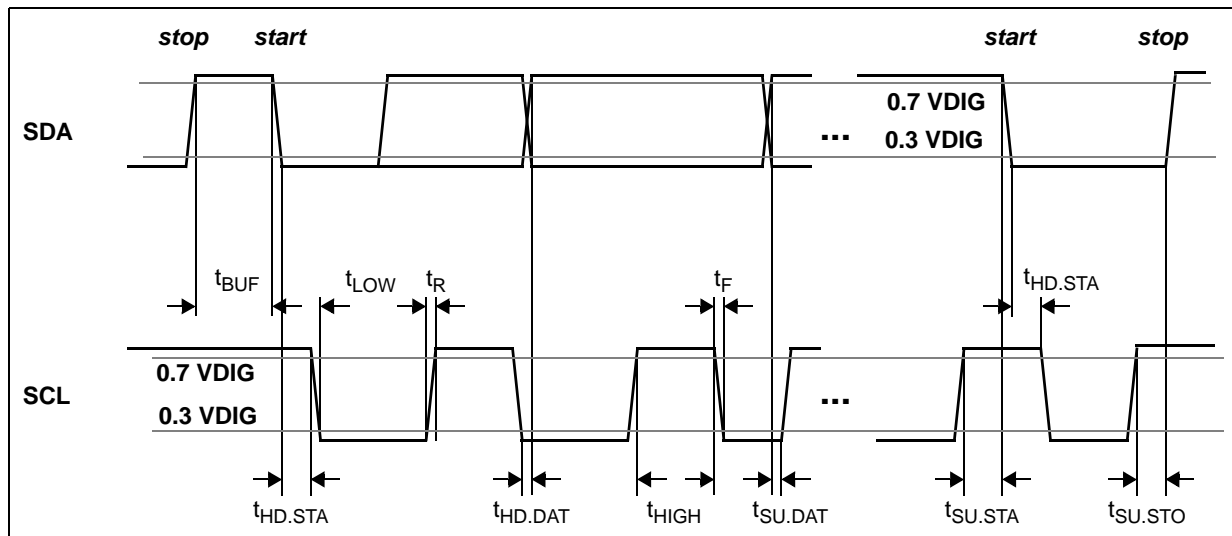 stop start start stop
SDA
0.7 VDIG
0.3 VDIG
...
tBUF tLOW tR tF tHD.STA
SCL
0.7 VDIG
0.3 VDIG
...
tHD.STA tHD.DAT tHIGH tSU.DAT tSU.STA tSU.STO